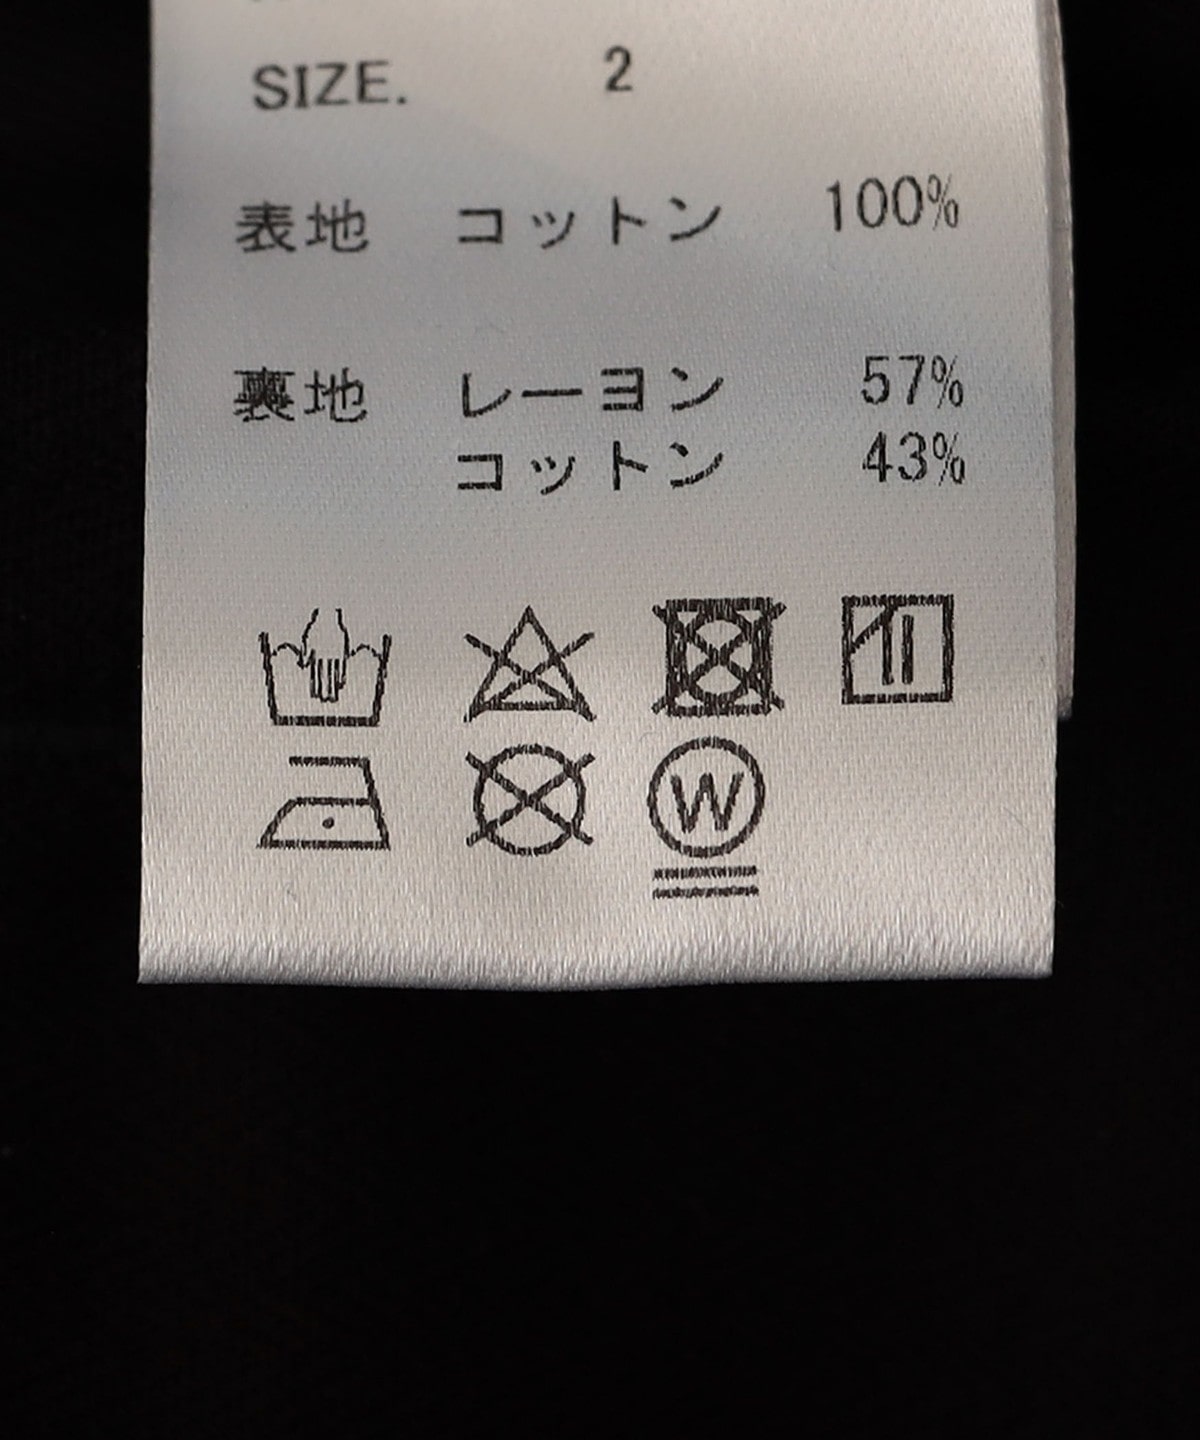 SIZE. 2
表地 コットン 100%
裏地 レーヨン 57%
コットン 43%
W